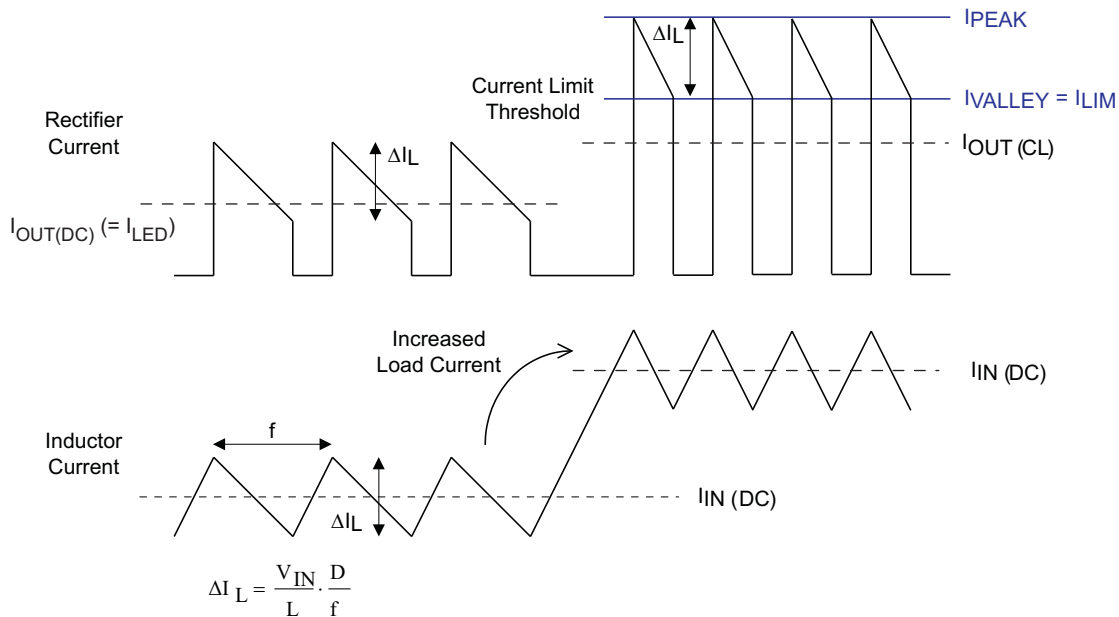 IPEAK
ΔIL
Current Limit
Threshold
IVALLEY = ILIM
Rectifier
Current
IOUT (CL)
ΔIL
IOUT(DC) (= ILED)
Increased
Load Current
IIN (DC)
f
Inductor
Current
IIN (DC)
ΔIL
ΔI L = VIN/L · D/f